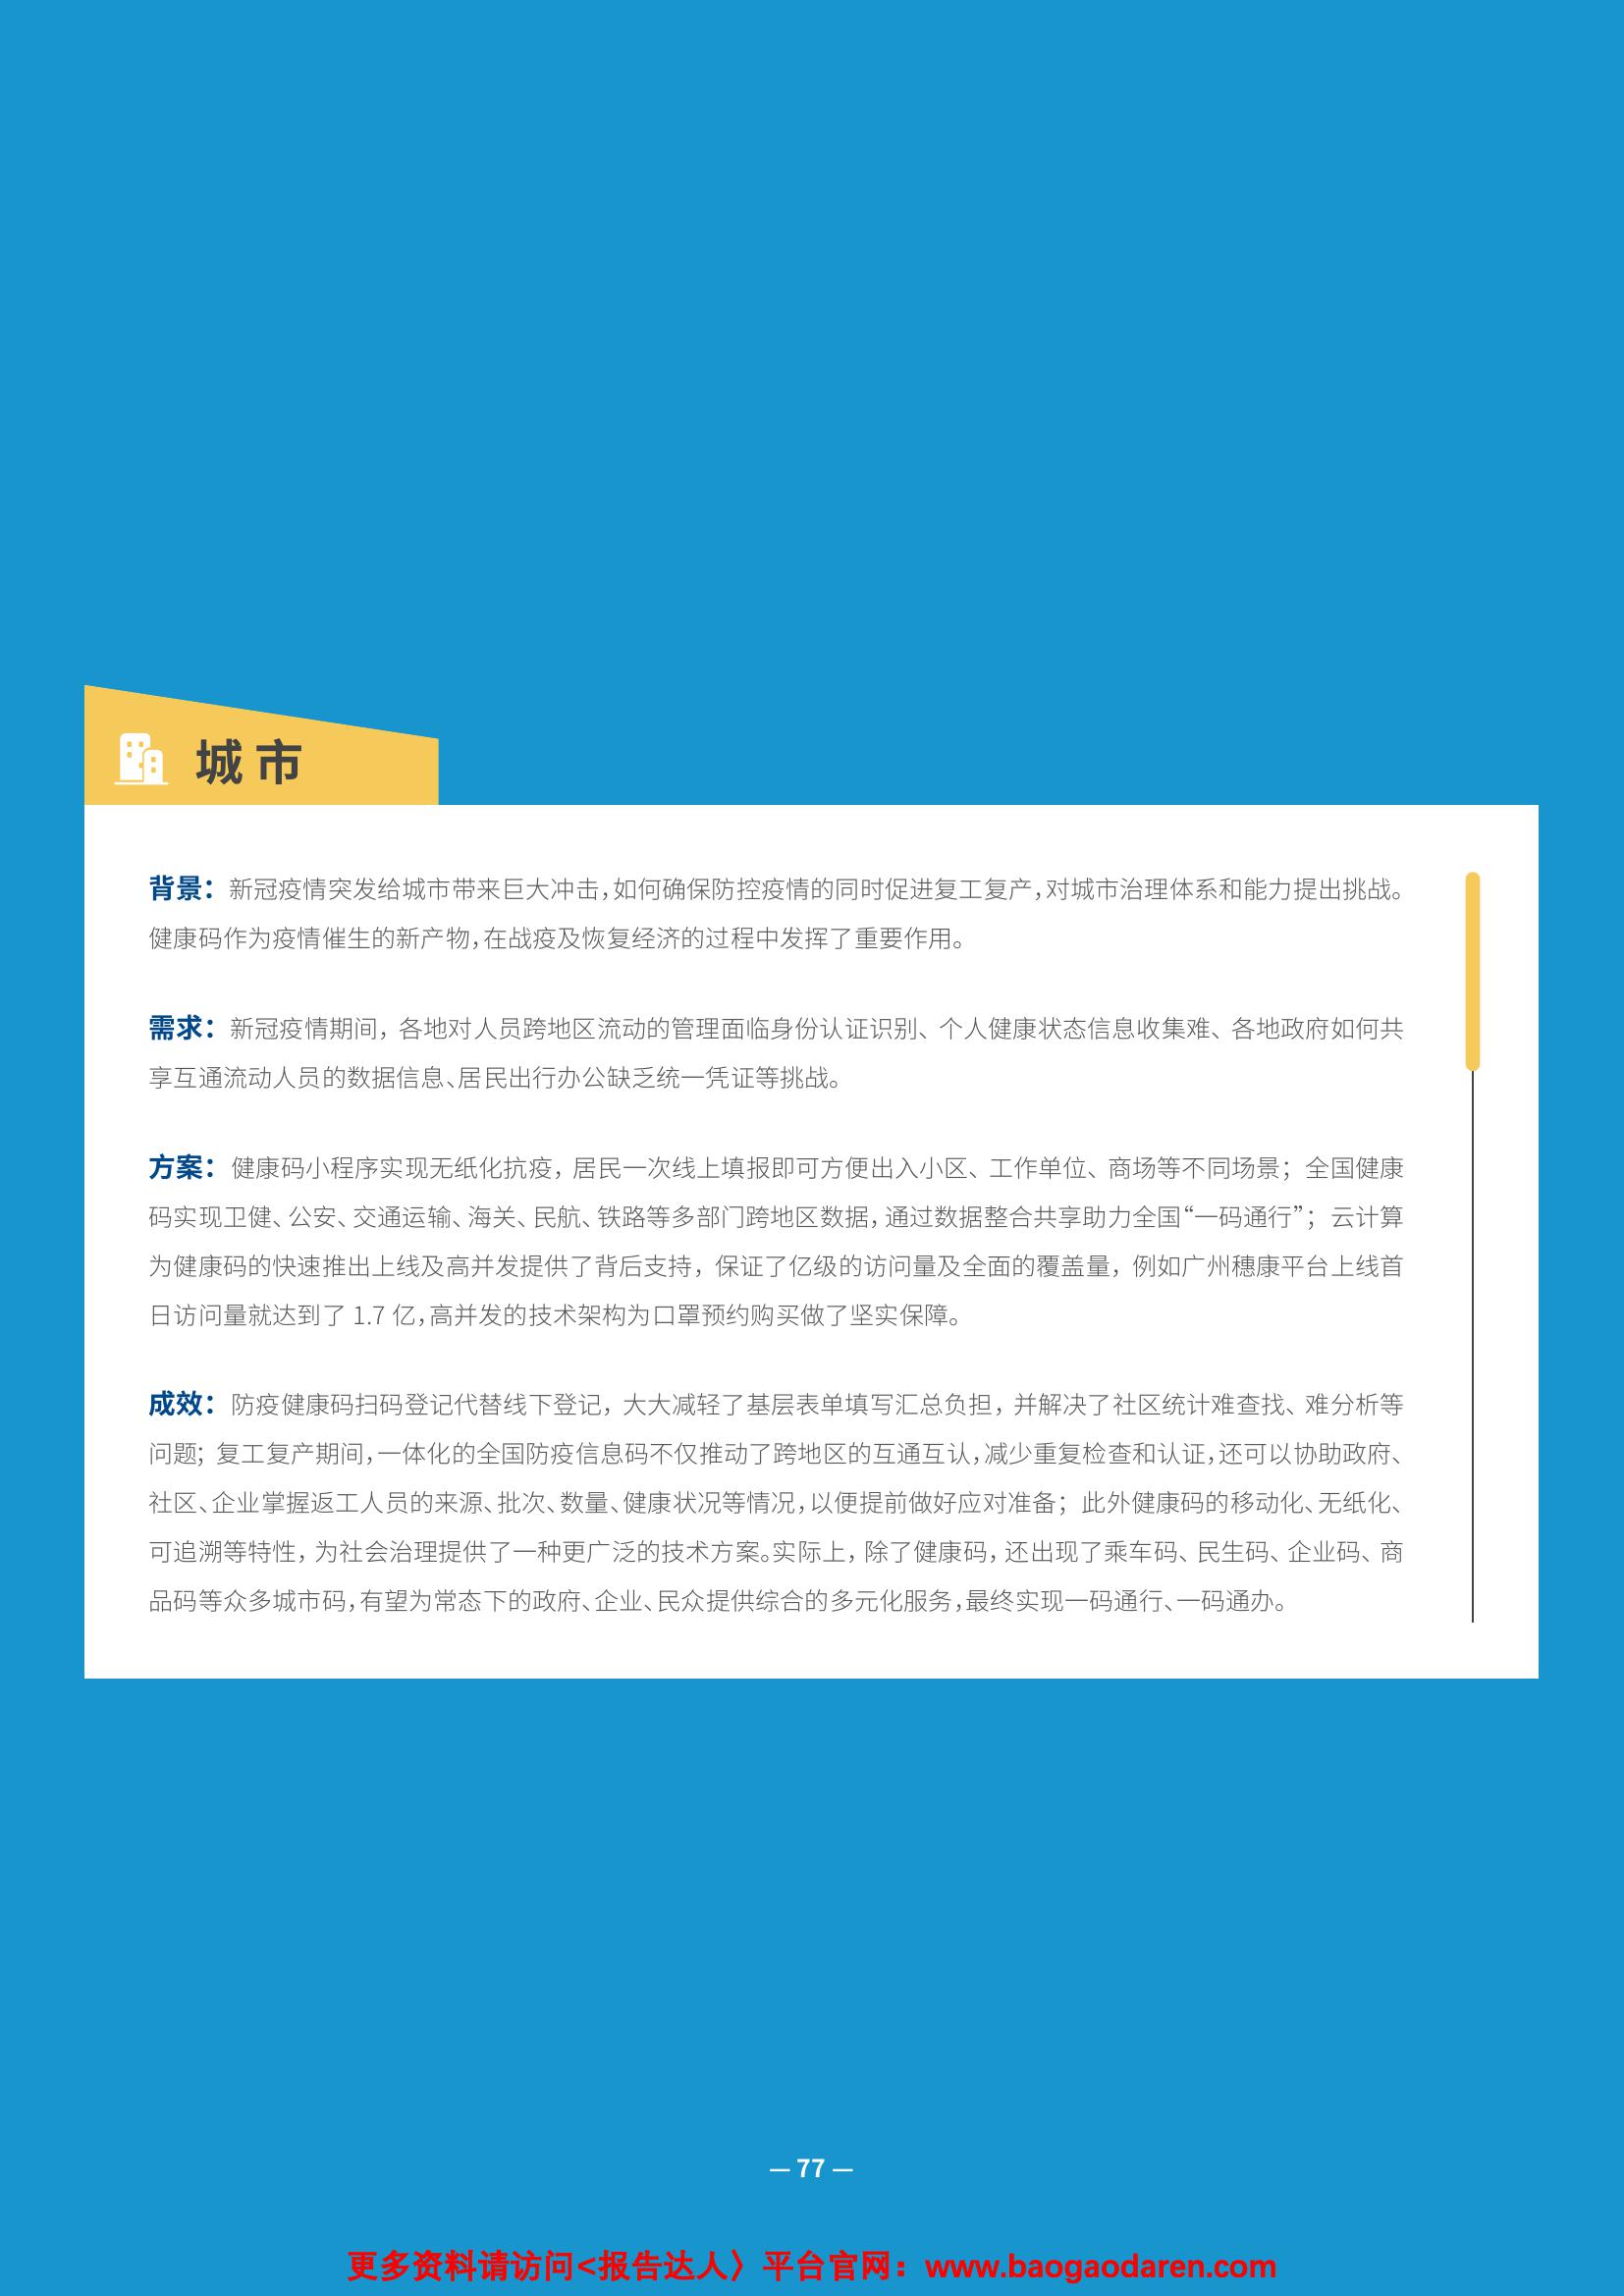 城市
背景：新冠疫情突发给城市带来巨大冲击，如何确保防控疫情的同时促进复工复产，对城市治理体系和能力提出挑战。
健康码作为疫情催生的新产物，在战疫及恢复经济的过程中发挥了重要作用。
需求：新冠疫情期间，各地对人员跨地区流动的管理面临身份认证识别、个人健康状态信息收集难、各地政府如何共
享互通流动人员的数据信息、居民出行办公缺乏统一凭证等挑战。
方案：健康码小程序实现无纸化抗疫，居民一次线上填报即可方便出入小区、工作单位、商场等不同场景；全国健康
码实现卫健、公安、交通运输、海关、民航、铁路等多部门跨地区数据，通过数据整合共享助力全国“一码通行”；云计算
为健康码的快速推出上线及高并发提供了背后支持，保证了亿级的访问量及全面的覆盖量，例如广州穗康平台上线首
日访问量就达到了 1.7 亿，高并发的技术架构为口罩预约购买做了坚实保障。
成效：防疫健康码扫码登记代替线下登记，大大减轻了基层表单填写汇总负担，并解决了社区统计难查找、难分析等
问题；复工复产期间，一体化的全国防疫信息码不仅推动了跨地区的互通互认，减少重复检查和认证，还可以协助政府、
社区、企业掌握返工人员的来源、批次、数量、健康状况等情况，以便提前做好应对准备；此外健康码的移动化、无纸化、
可追溯等特性，为社会治理提供了一种更广泛的技术方案。实际上，除了健康码，还出现了乘车码、民生码、企业码、商
品码等众多城市码，有望为常态下的政府、企业、民众提供综合的多元化服务，最终实现一码通行、一码通办。
— 77 —
更多资料请访问<报告达人〉平台官网：www.baogaodaren.com